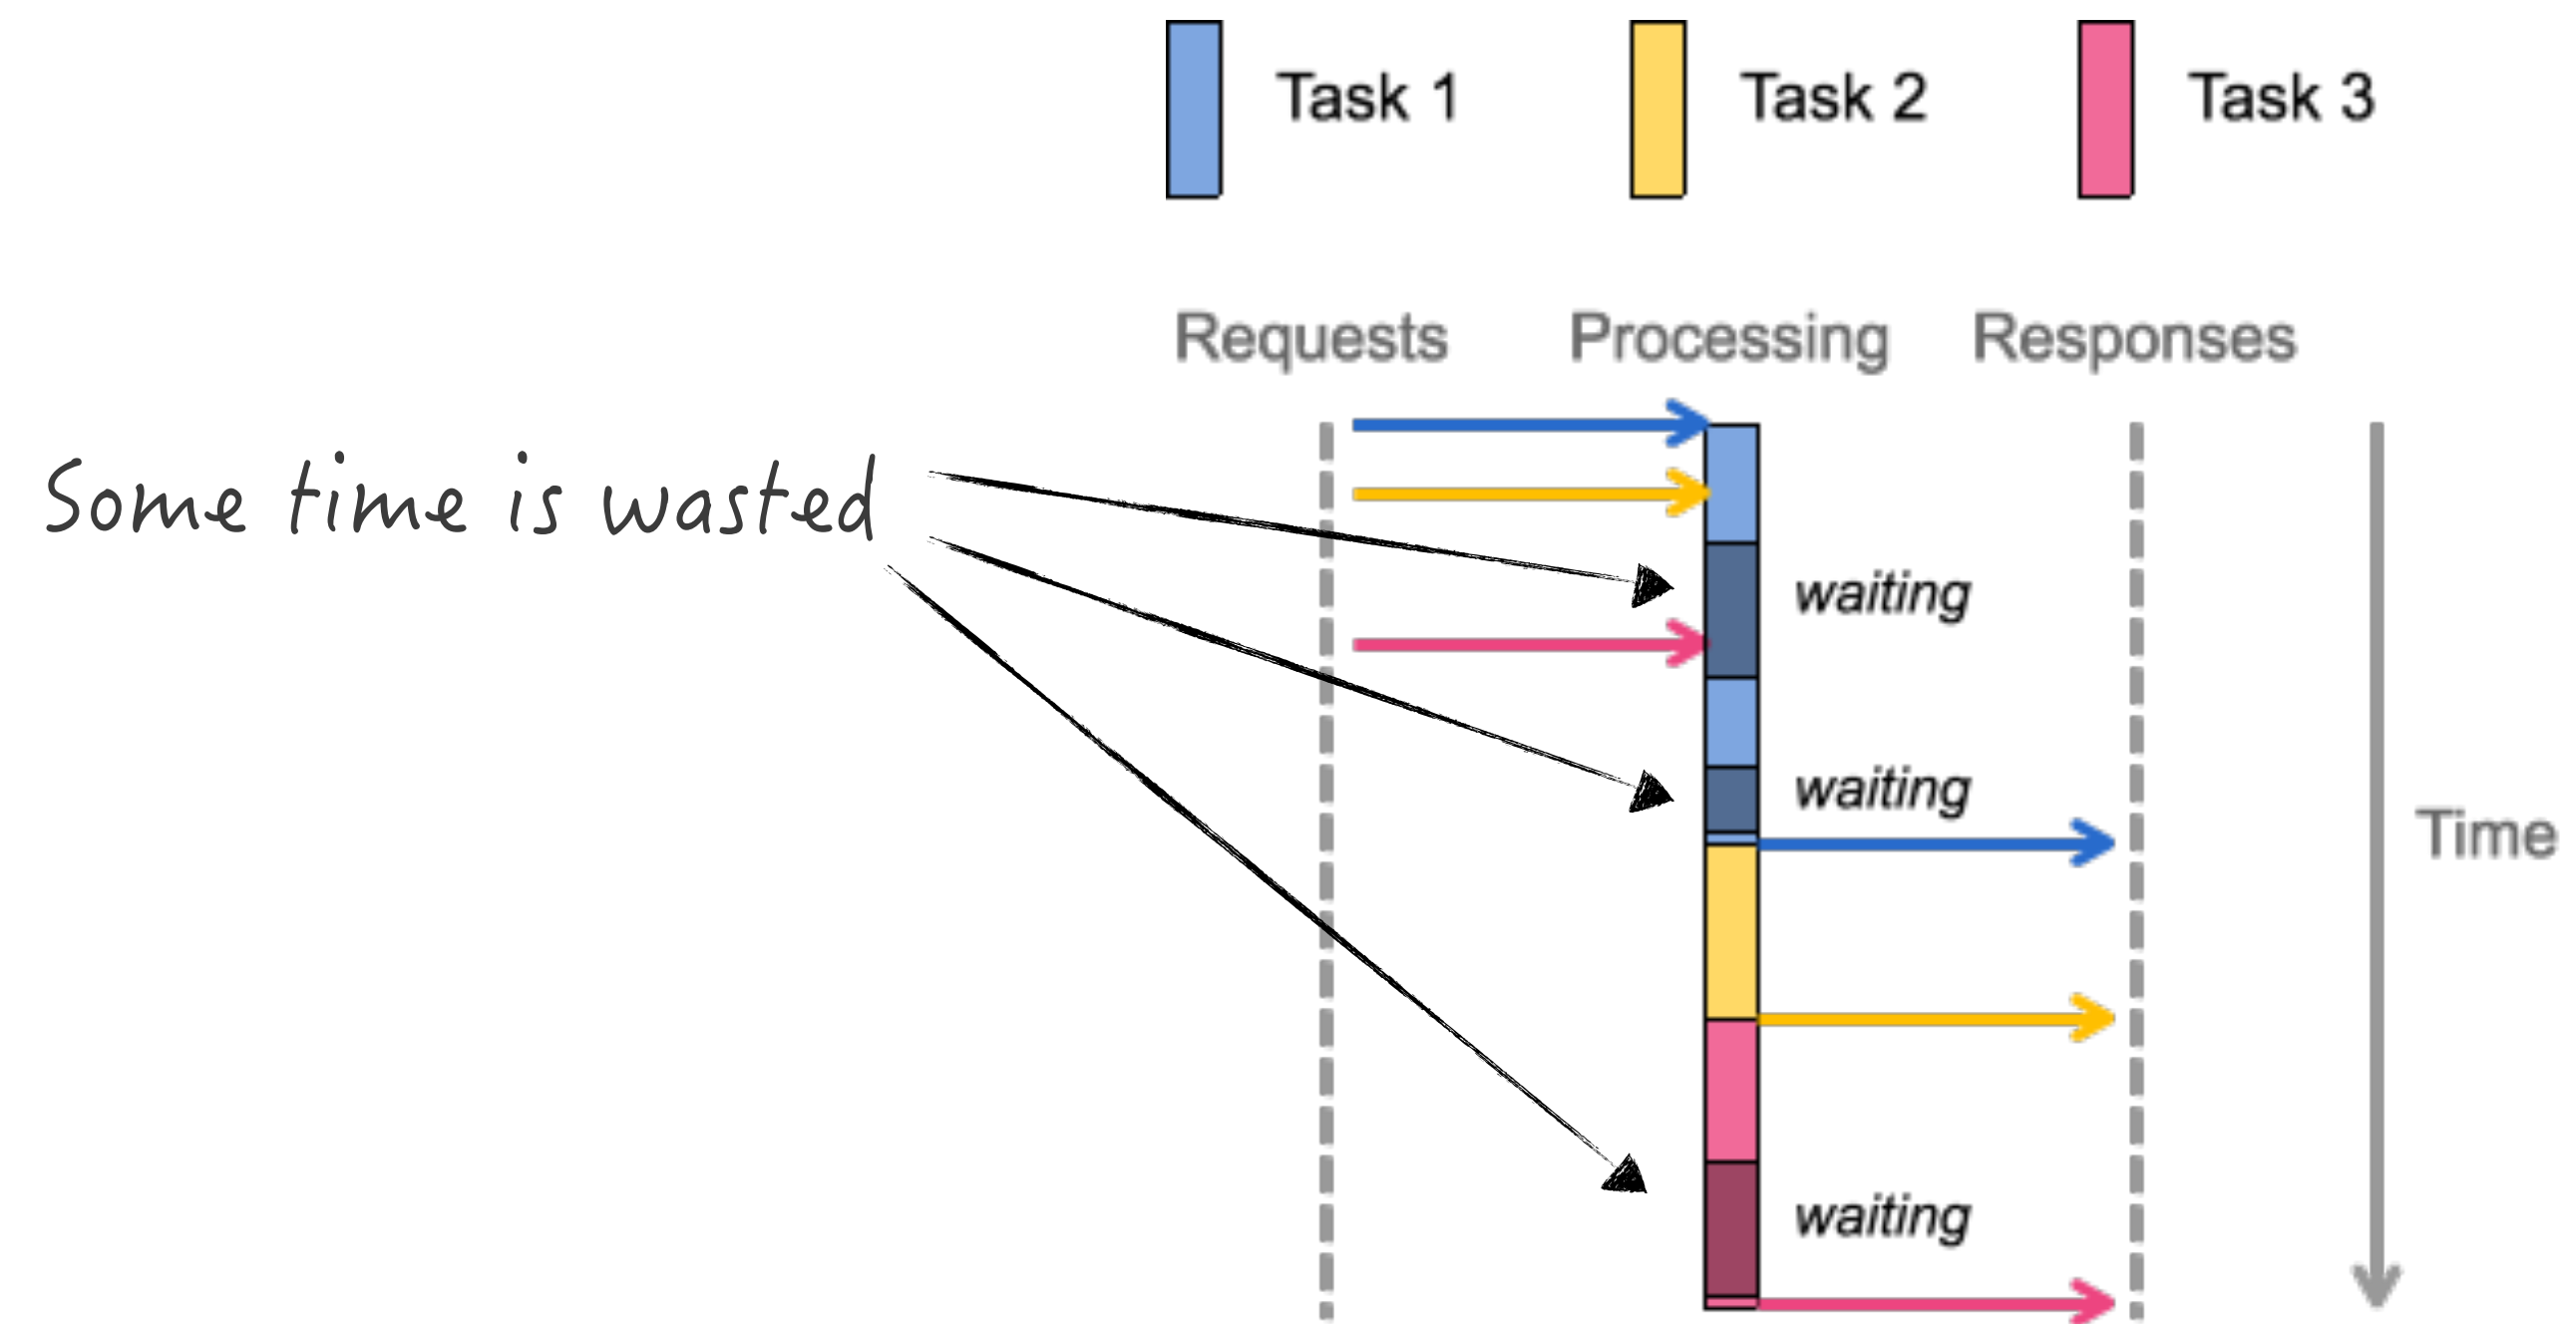 Task 1 Task 2 Task 3
Requests Processing Responses
Some time is wasted
waiting
waiting
Time
waiting